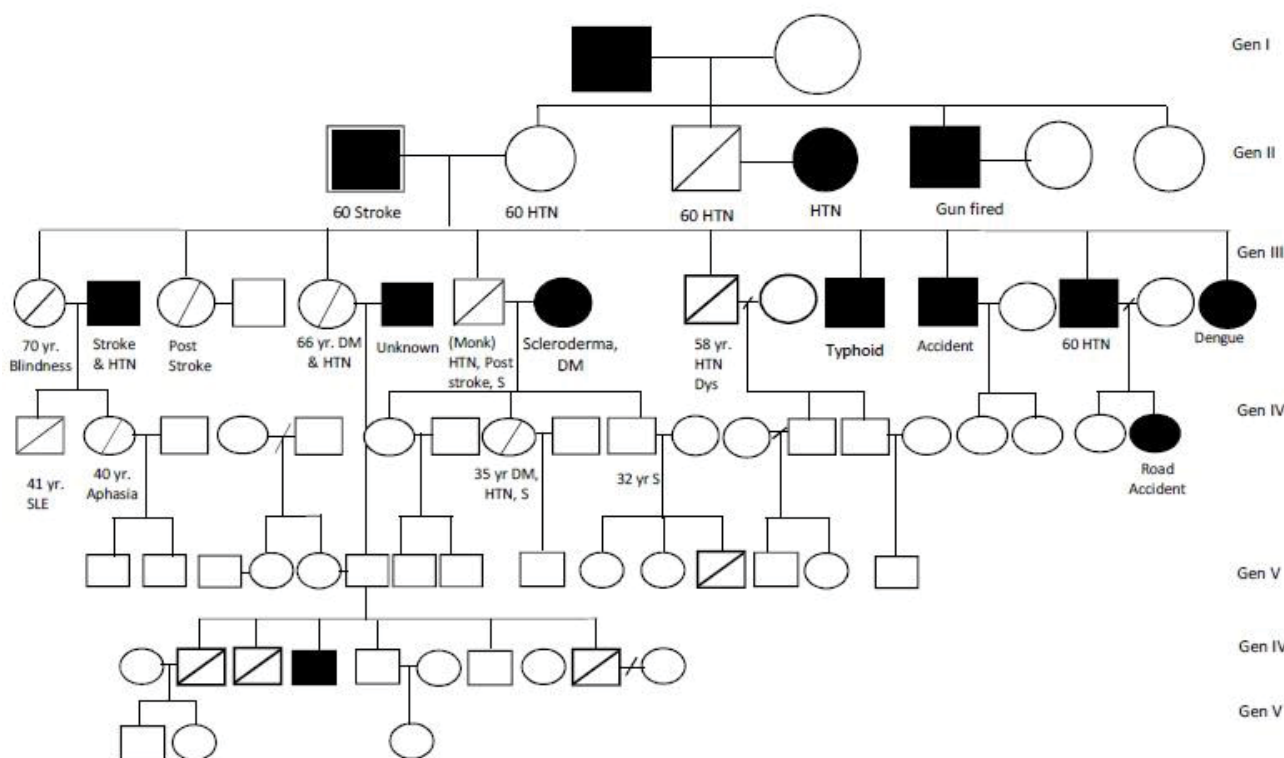 Gen I
Gen II
60 Stroke
60 HTN
60 HTN
HTN
Gun fired
Gen III
70 yr.
Blindness
Stroke
& HTN
Post
Stroke
66 yr. DM
& HTN
Unknown
(Monk)
HTN, Post
stroke, S
Scleroderma,
DM
58 yr.
HTN
Dys
Typhoid
Accident
60 HTN
Dengue
Gen IV
41 yr.
SLE
40 yr.
Aphasia
35 yr DM,
HTN, S
32 yr S
Road
Accident
Gen V
Gen IV
Gen V